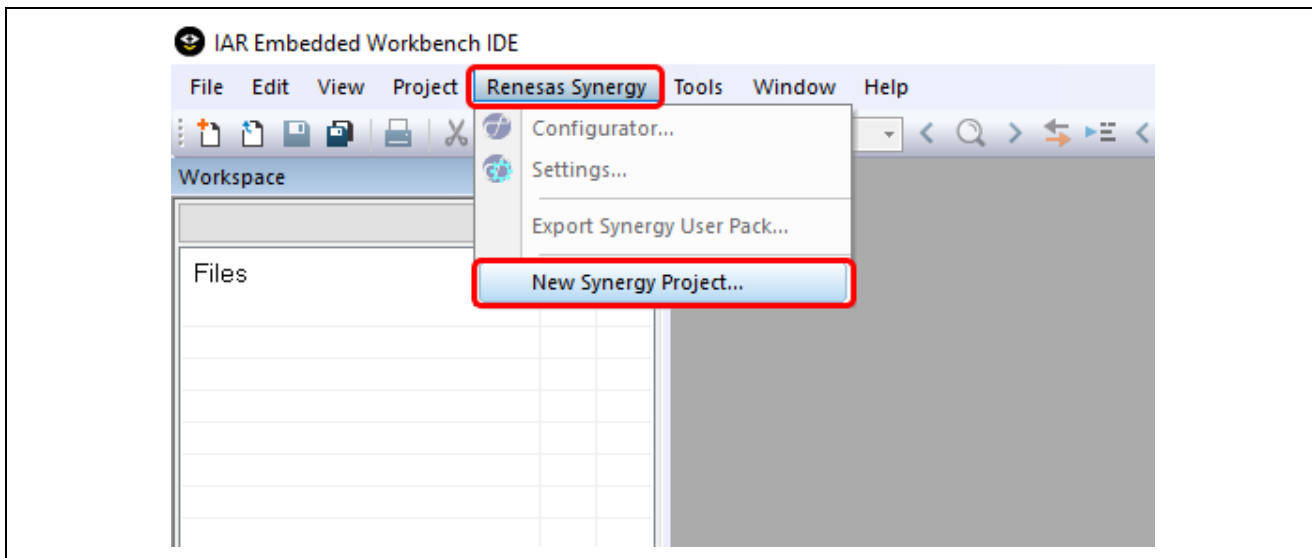 IAR Embedded Workbench IDE
File Edit View Project Renesas Synergy Tools Window Help
Configurator...
Workspace
Settings...
Export Synergy User Pack...
Files
New Synergy Project...